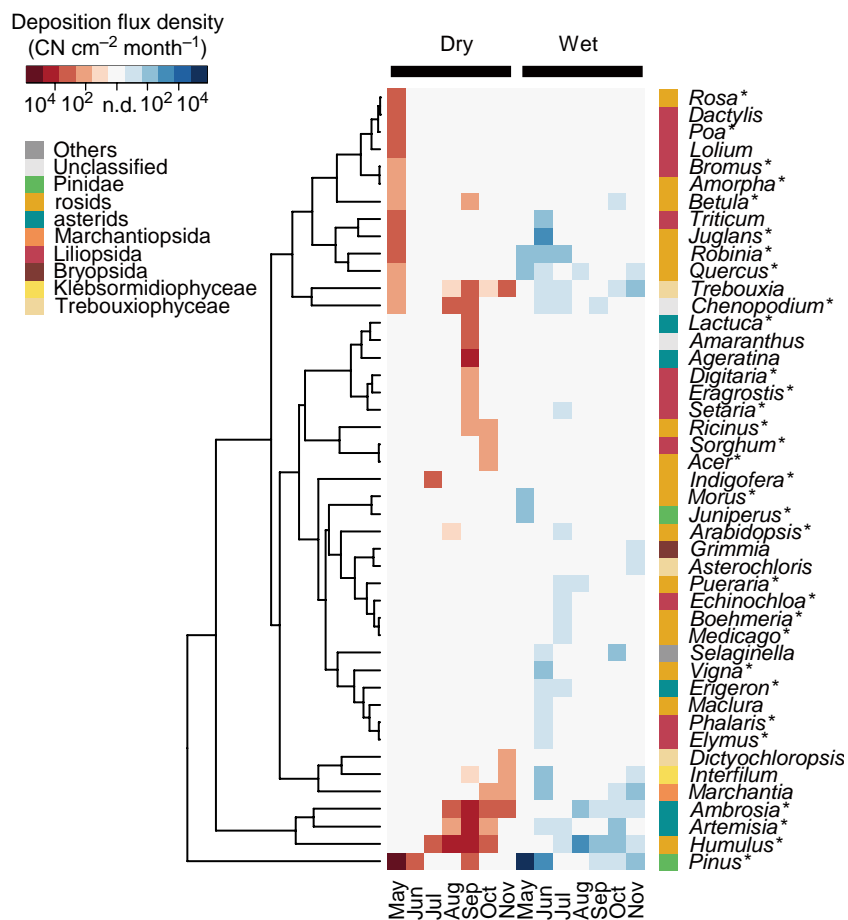 Deposition flux density
(CN cm⁻² month⁻¹)
10⁴ 10² n.d. 10² 10⁴
Others
Unclassified
Pinidae
rosids
asterids
Marchantiopsida
Liliopsida
Bryopsida
Klebsormidiophyceae
Trebouxiophyceae
Dry Wet
Rosa*
Dactylis
Poa*
Lolium
Bromus*
Amorpha*
Betula*
Triticum
Juglans*
Robinia*
Quercus*
Trebouxia
Chenopodium*
Lactuca*
Amaranthus
Ageratina
Digitaria*
Eragrostis*
Setaria*
Ricinus*
Sorghum*
Acer*
Indigofera*
Morus*
Juniperus*
Arabidopsis*
Grimmia
Asterochloris
Pueraria*
Echinochloa*
Boehmeria*
Medicago*
Selaginella
Vigna*
Erigeron*
Maclura
Phalaris*
Elymus*
Dictyochloropsis
Interfilum
Marchantia
Ambrosia*
Artemisia*
Humulus*
Pinus*
May Jun Jul Aug Sep Oct Nov May Jun Jul Aug Sep Oct Nov